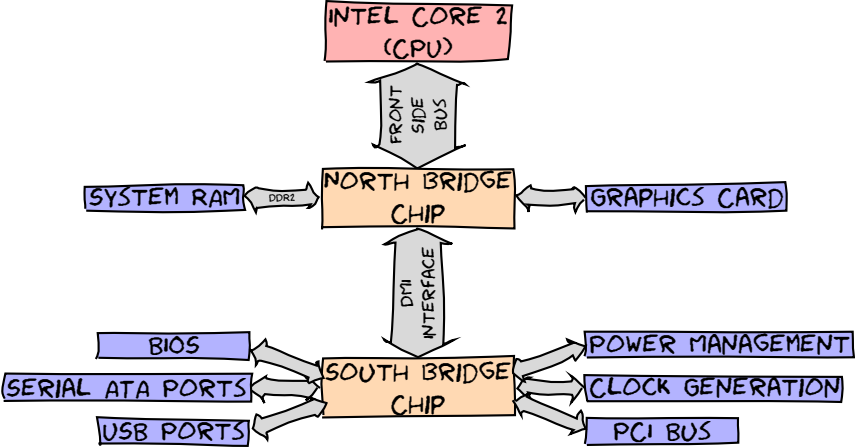 INTEL CORE 2
(CPU)
FRONT
SIDE
BUS
SYSTEM RAM
DDR2
NORTH BRIDGE
CHIP
GRAPHICS CARD
DMI
INTERFACE
BIOS
SERIAL ATA PORTS
USB PORTS
SOUTH BRIDGE
CHIP
POWER MANAGEMENT
CLOCK GENERATION
PCI BUS